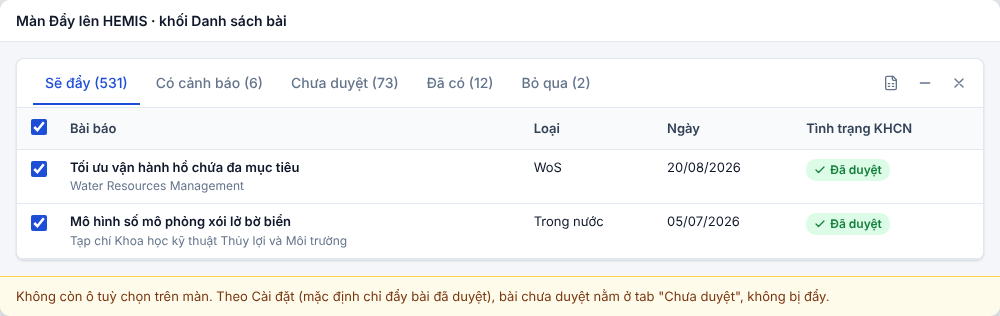 Màn Đẩy lên HEMIS · khối Danh sách bài
Sẽ đẩy (531) Có cảnh báo (6) Chưa duyệt (73) Đã có (12) Bỏ qua (2)
Bài báo Loại Ngày Tình trạng KHCN
Tối ưu vận hành hồ chứa đa mục tiêu WoS 20/08/2026 Đã duyệt
Water Resources Management
Mô hình số mô phỏng xói lở bờ biển Trong nước 05/07/2026 Đã duyệt
Tạp chí Khoa học kỹ thuật Thủy lợi và Môi trường
Không còn ô tuỳ chọn trên màn. Theo Cài đặt (mặc định chỉ đẩy bài đã duyệt), bài chưa duyệt nằm ở tab "Chưa duyệt", không bị đẩy.